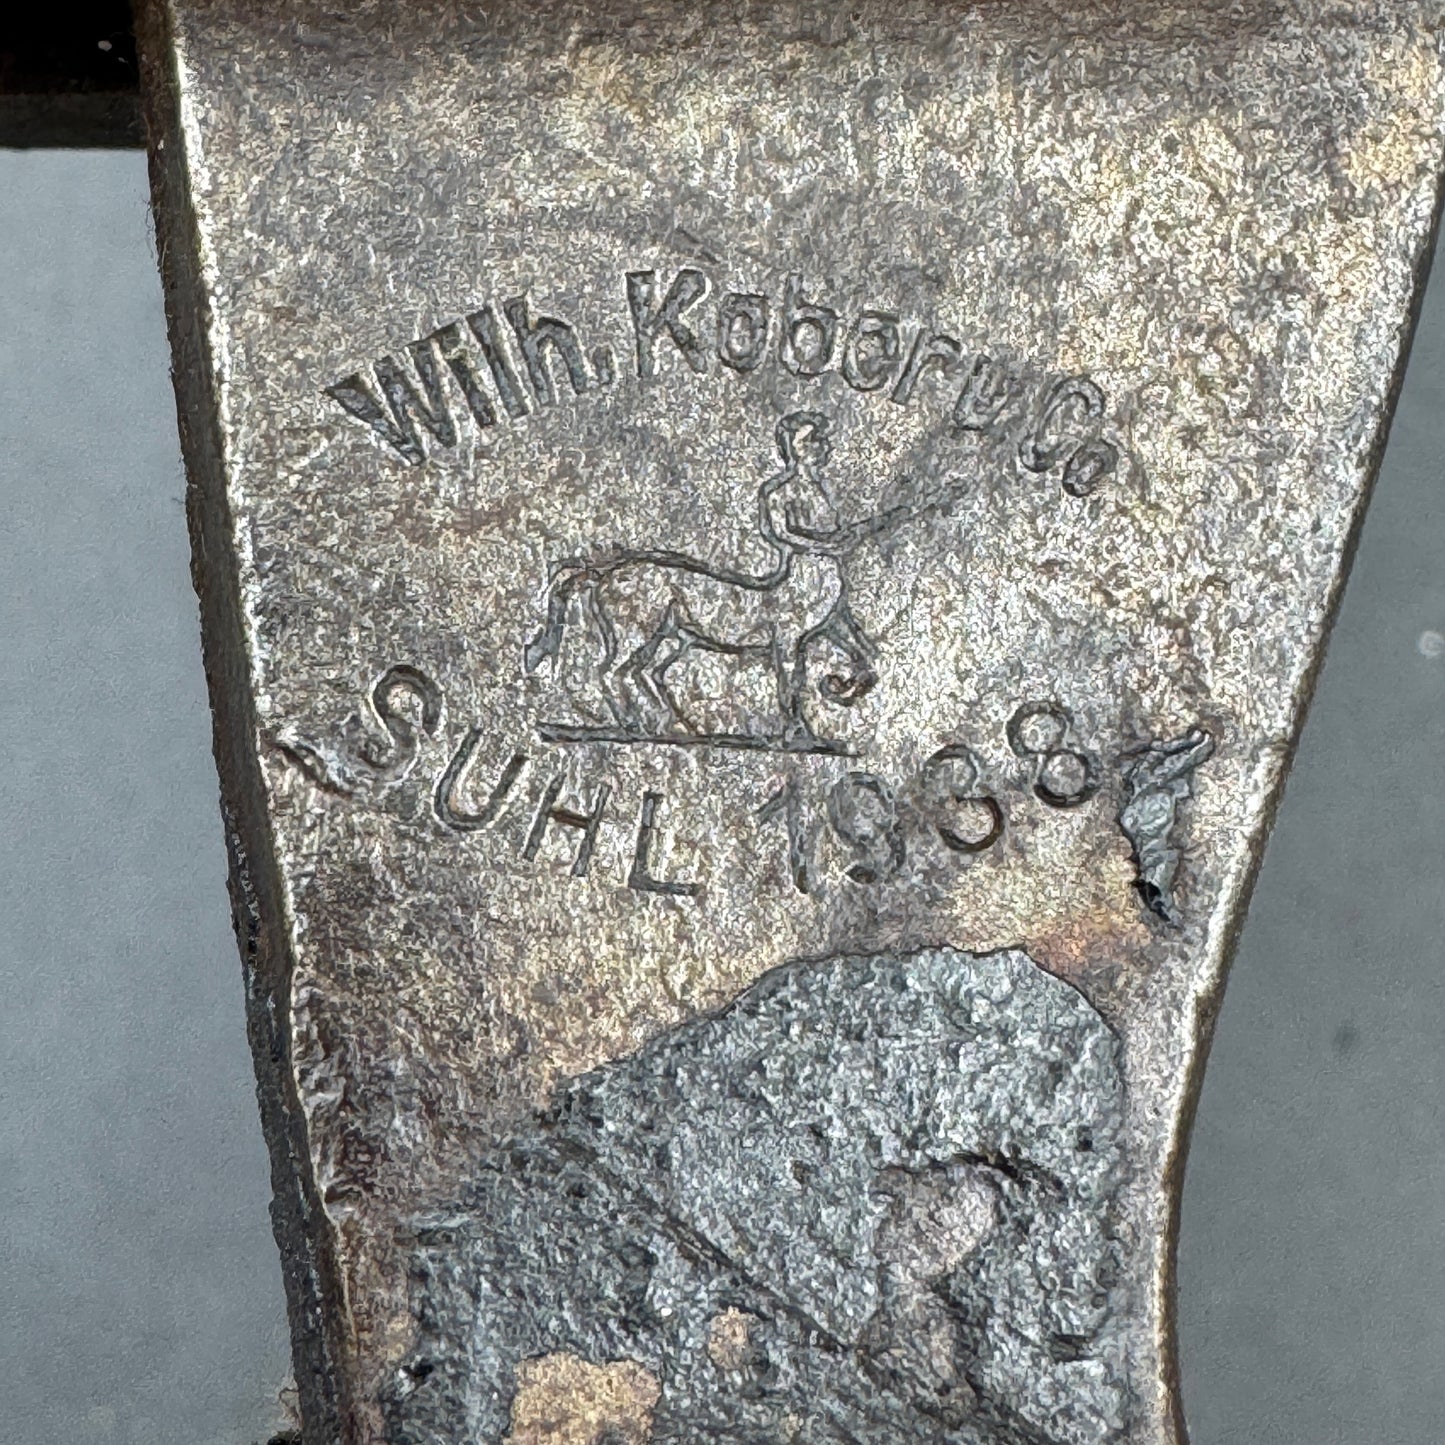 Wilh. Kober u. Co
SUHL 1938